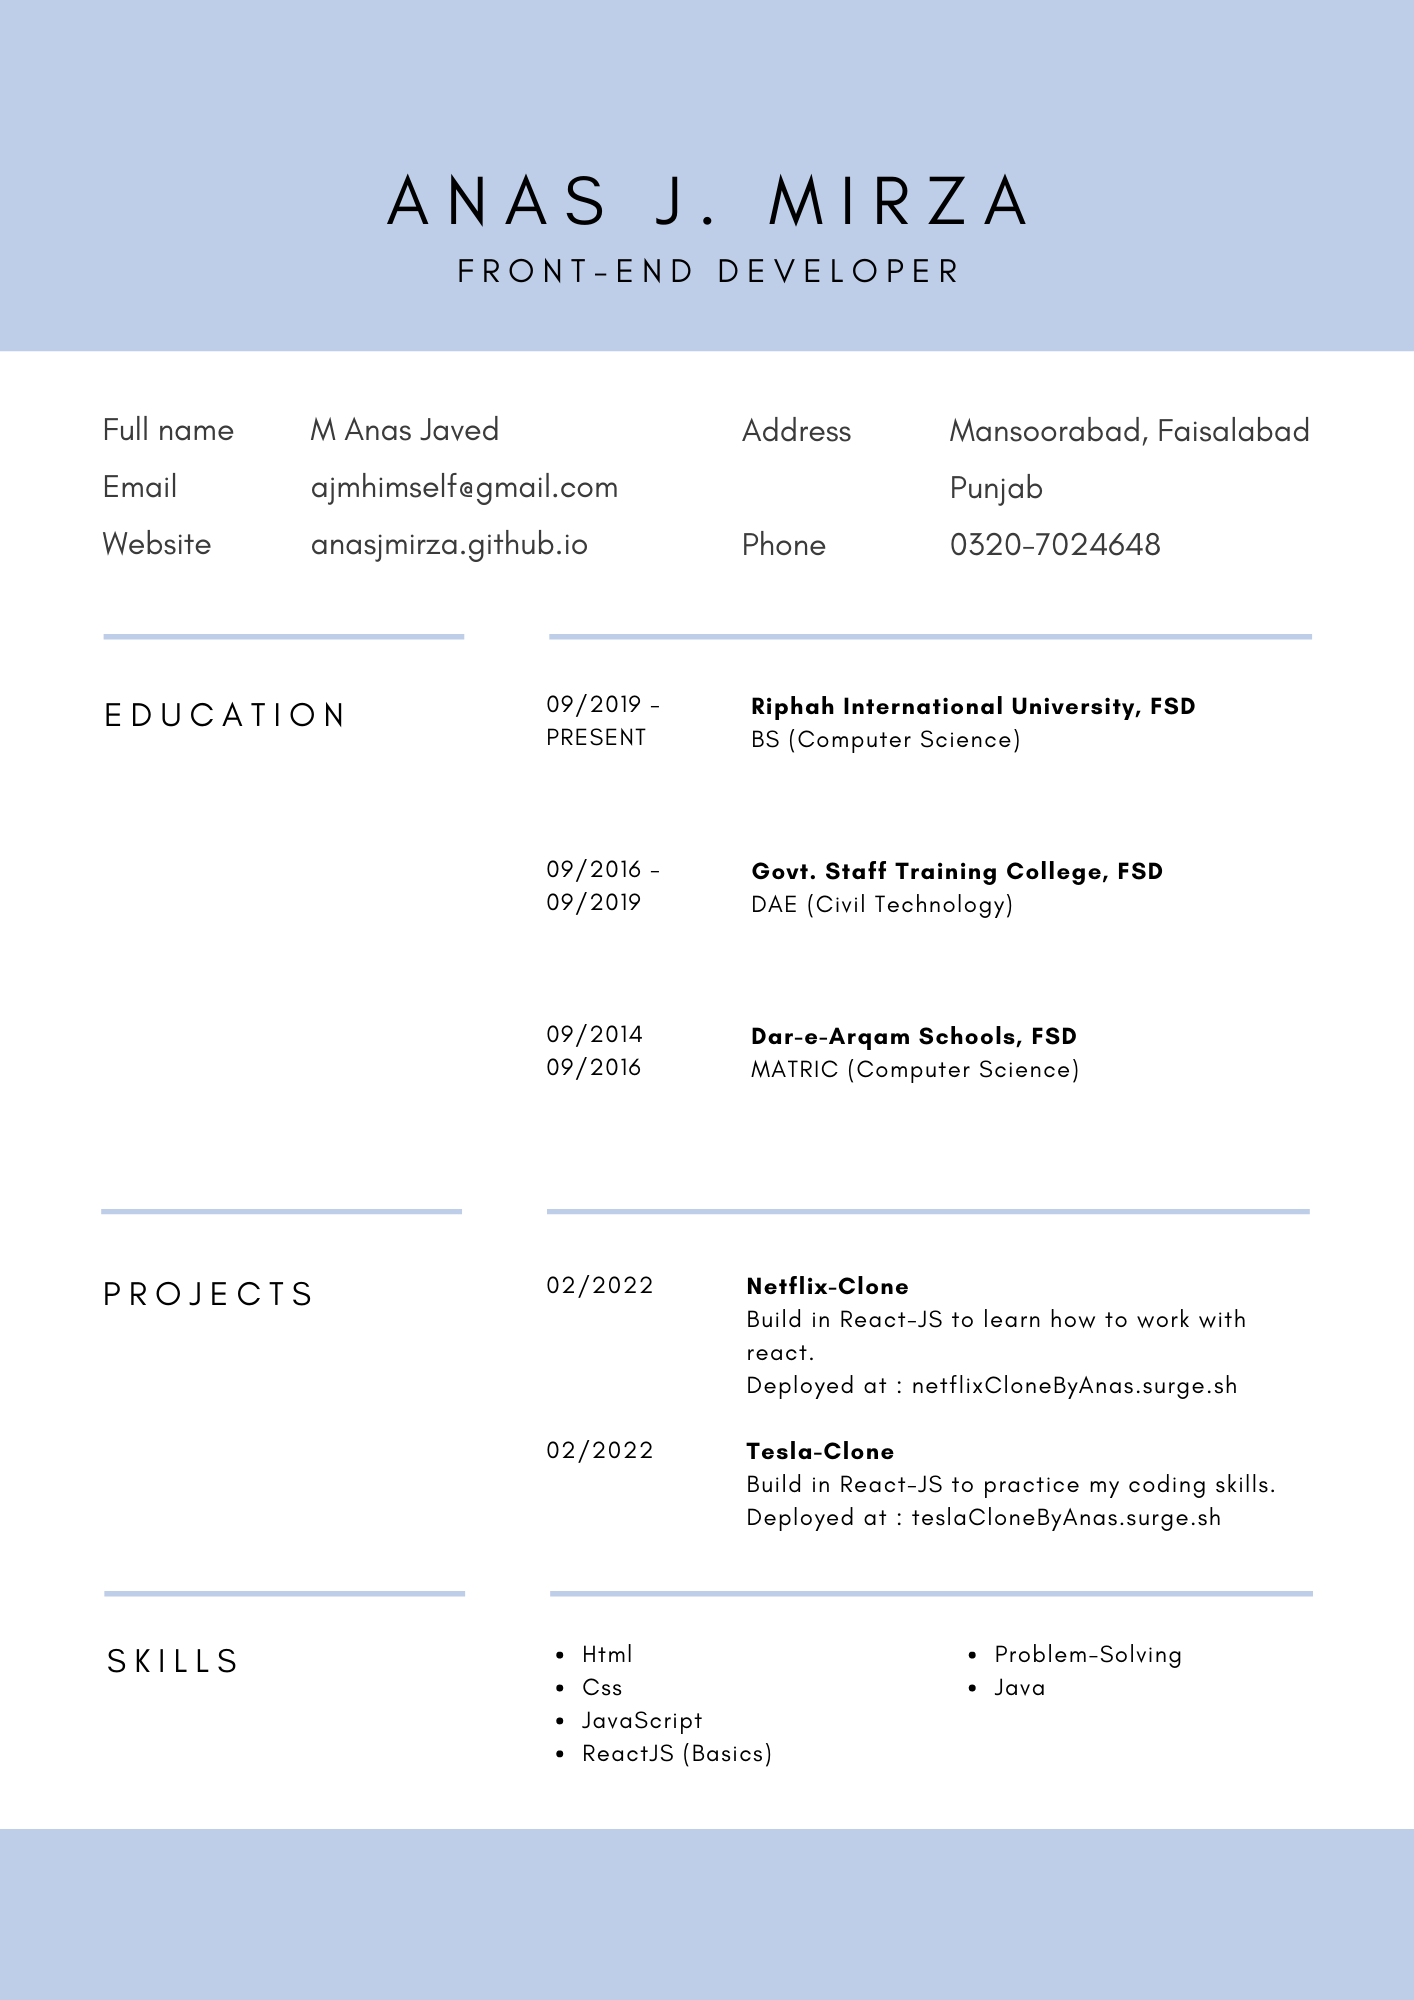 ANAS J. MIRZA
FRONT-END DEVELOPER
Full name M Anas Javed
Email ajmhimself@gmail.com
Website anasjmirza.github.io
Address Mansoorabad, Faisalabad
Punjab
Phone 0320-7024648
EDUCATION
09/2019 -
PRESENT
Riphah International University, FSD
BS (Computer Science)
09/2016 -
09/2019
Govt. Staff Training College, FSD
DAE (Civil Technology)
09/2014
09/2016
Dar-e-Arqam Schools, FSD
MATRIC (Computer Science)
PROJECTS
02/2022
Netflix-Clone
Build in React-JS to learn how to work with
react.
Deployed at : netflixCloneByAnas.surge.sh
02/2022
Tesla-Clone
Build in React-JS to practice my coding skills.
Deployed at : teslaCloneByAnas.surge.sh
SKILLS
• Html
• Css
• JavaScript
• ReactJS (Basics)
• Problem-Solving
• Java